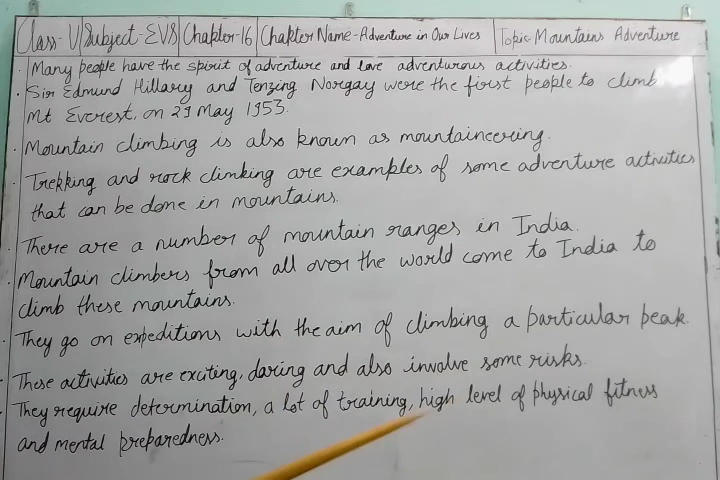 Class-V Subject-EVS Chapter-16 Chapter Name-Adventure in Our Lives Topic Mountains Adventure
· Many people have the spirit of adventure and love adventurous activities.
· Sir Edmund Hillary and Tenzing Norgay were the first people to climb
Mt Everest, on 29 May 1953.
· Mountain climbing is also known as mountaineering.
· Trekking and rock climbing are examples of some adventure activities
that can be done in mountains.
· There are a number of mountain ranges in India.
· Mountain climbers from all over the world come to India to
climb these mountains.
· They go on expeditions with the aim of climbing a particular peak.
· These activities are exciting, daring and also involve some risks.
· They require determination, a lot of training, high level of physical fitness
and mental preparedness.